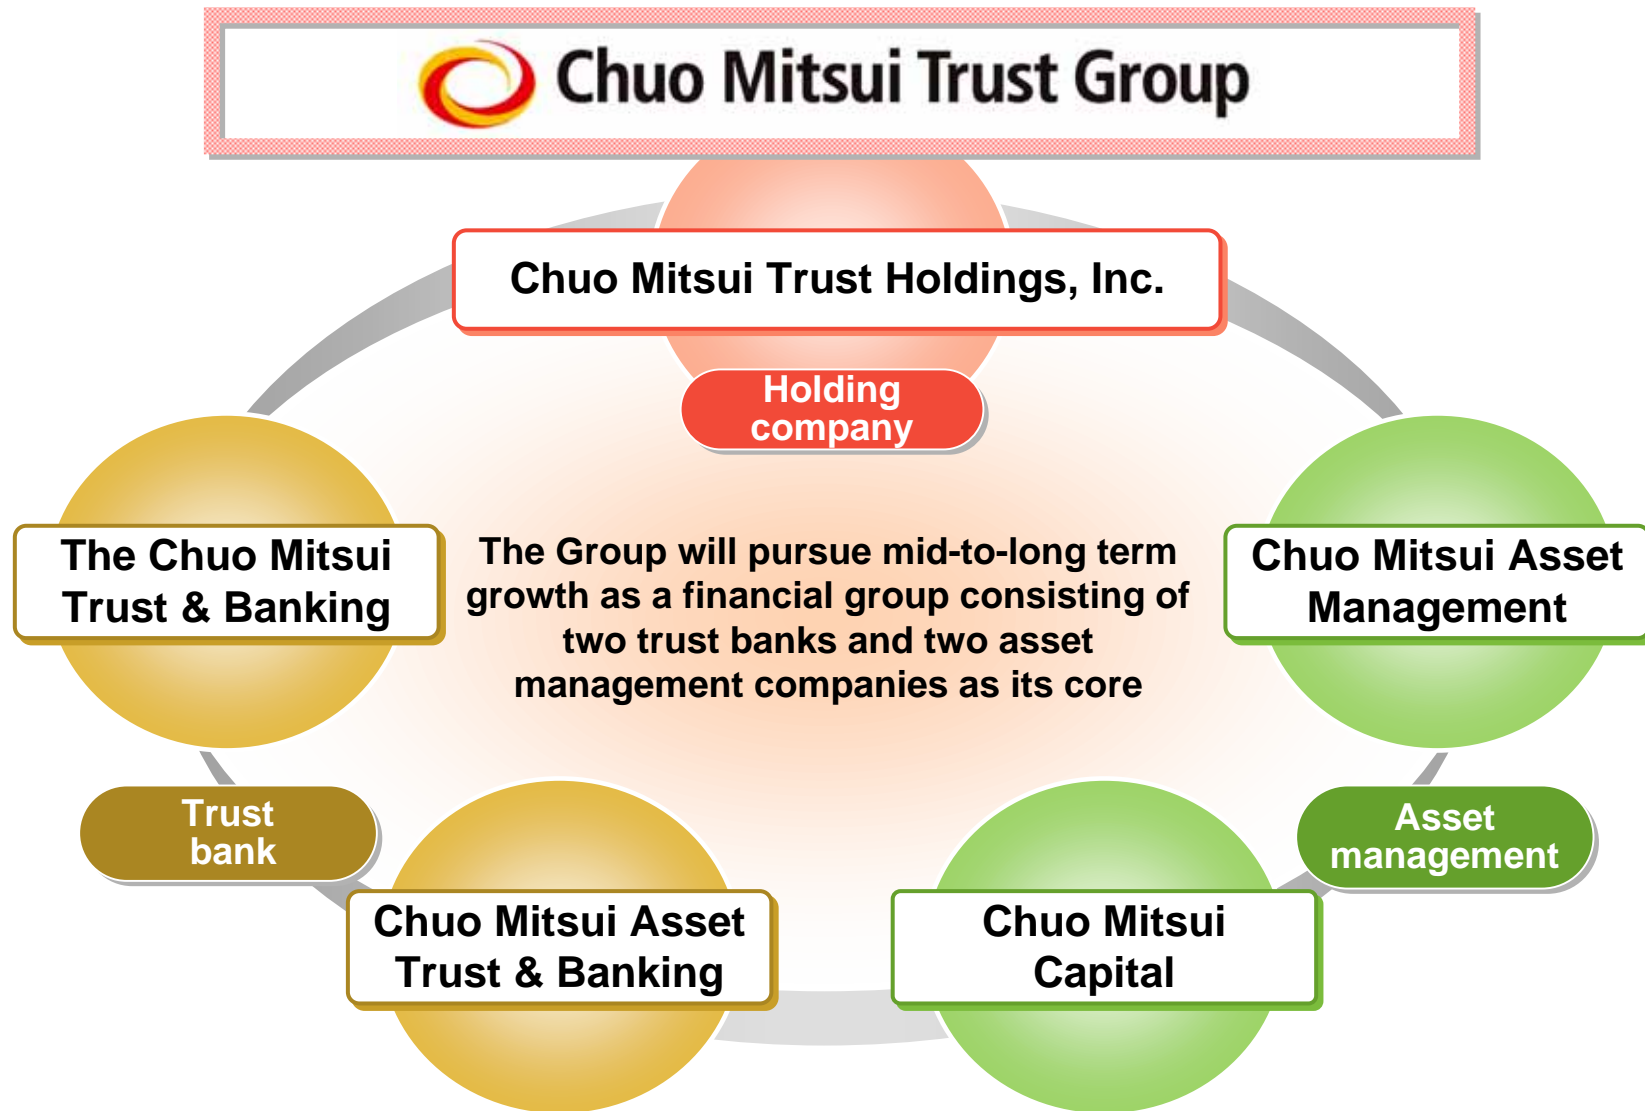 Chuo Mitsui Trust Group
Chuo Mitsui Trust Holdings, Inc.
Holding
company
The Chuo Mitsui
Trust & Banking
The Group will pursue mid-to-long term
growth as a financial group consisting of
two trust banks and two asset
management companies as its core
Chuo Mitsui Asset
Management
Trust
bank
Asset
management
Chuo Mitsui Asset
Trust & Banking
Chuo Mitsui
Capital